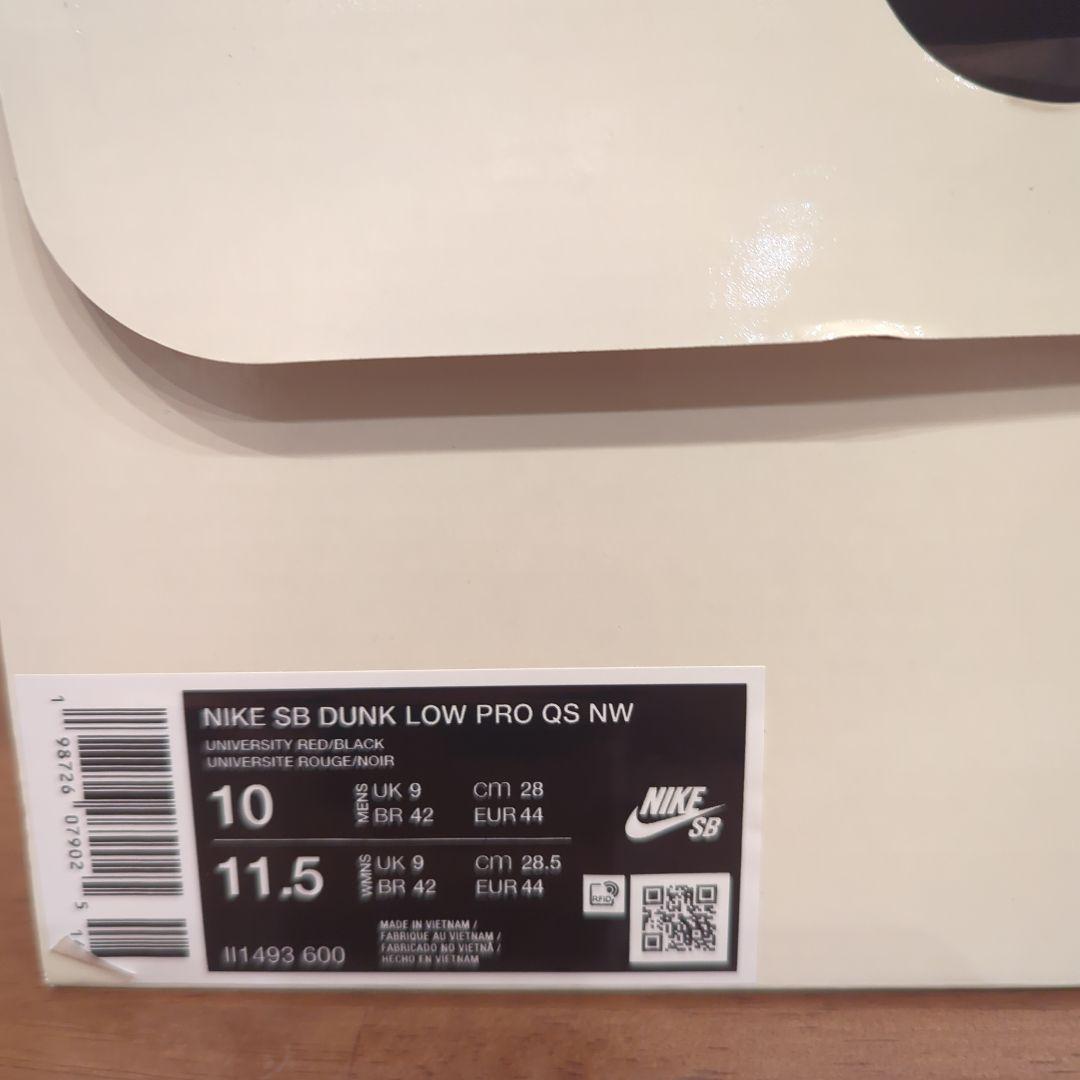 NIKE SB DUNK LOW PRO QS NW
UNIVERSITY RED/BLACK
UNIVERSITE ROUGE/NOIR
10 MENS UK 9 cm 28
BR 42 EUR 44
11.5 WMNS UK 9 cm 28.5
BR 42 EUR 44
NIKE
SB
RFID
II1493 600
MADE IN VIETNAM /
FABRIQUE AU VIETNAM /
FABRICADO NO VIETNÃ /
HECHO EN VIETNAM
1 98726 07902 5